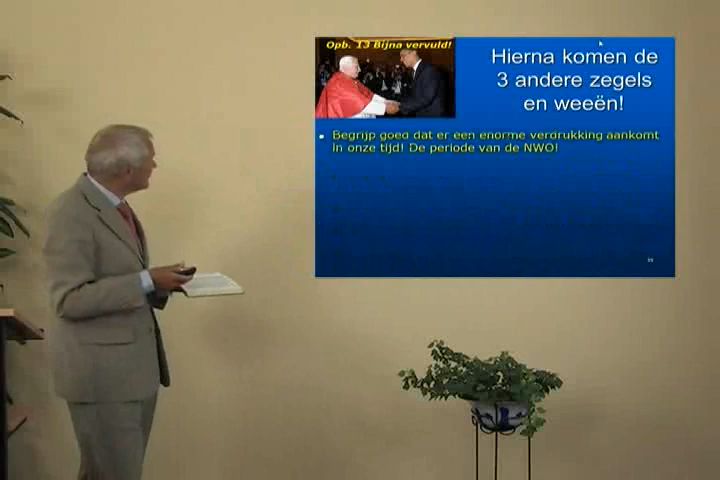 Opb. 13 Bijna vervuld!
Hierna komen de
3 andere zegels
en weeën!
Begrijp goed dat er een enorme verdrukking aankomt
in onze tijd! De periode van de NWO!